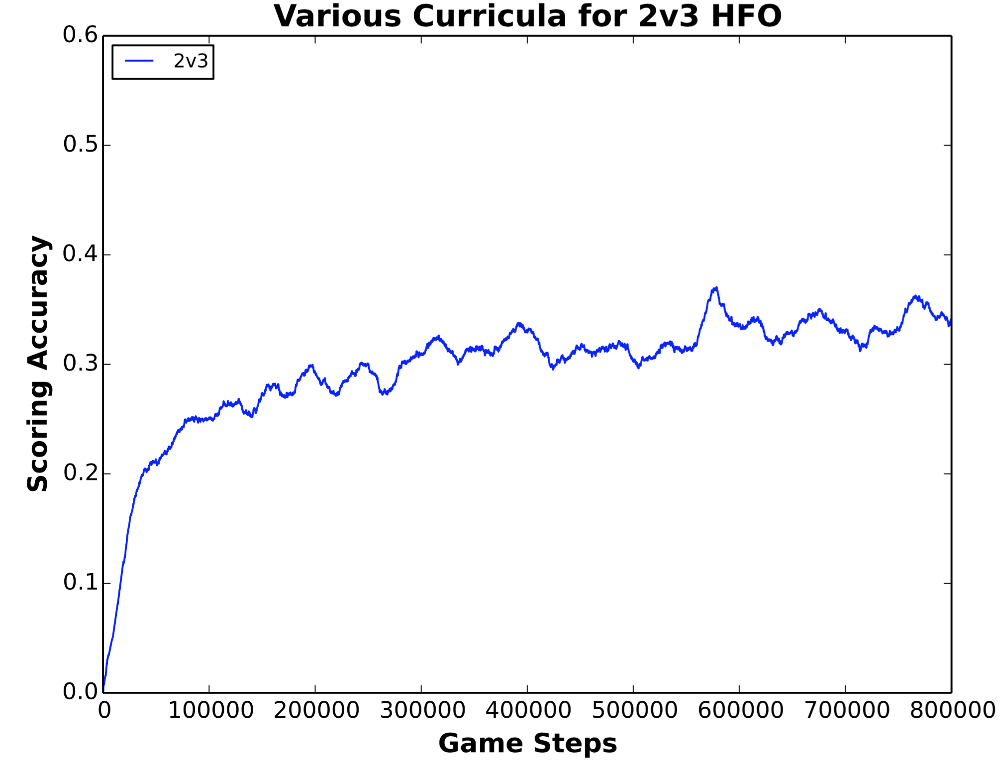 Various Curricula for 2v3 HFO
2v3
Scoring Accuracy
0.6
0.5
0.4
0.3
0.2
0.1
0.0
0 100000 200000 300000 400000 500000 600000 700000 800000
Game Steps